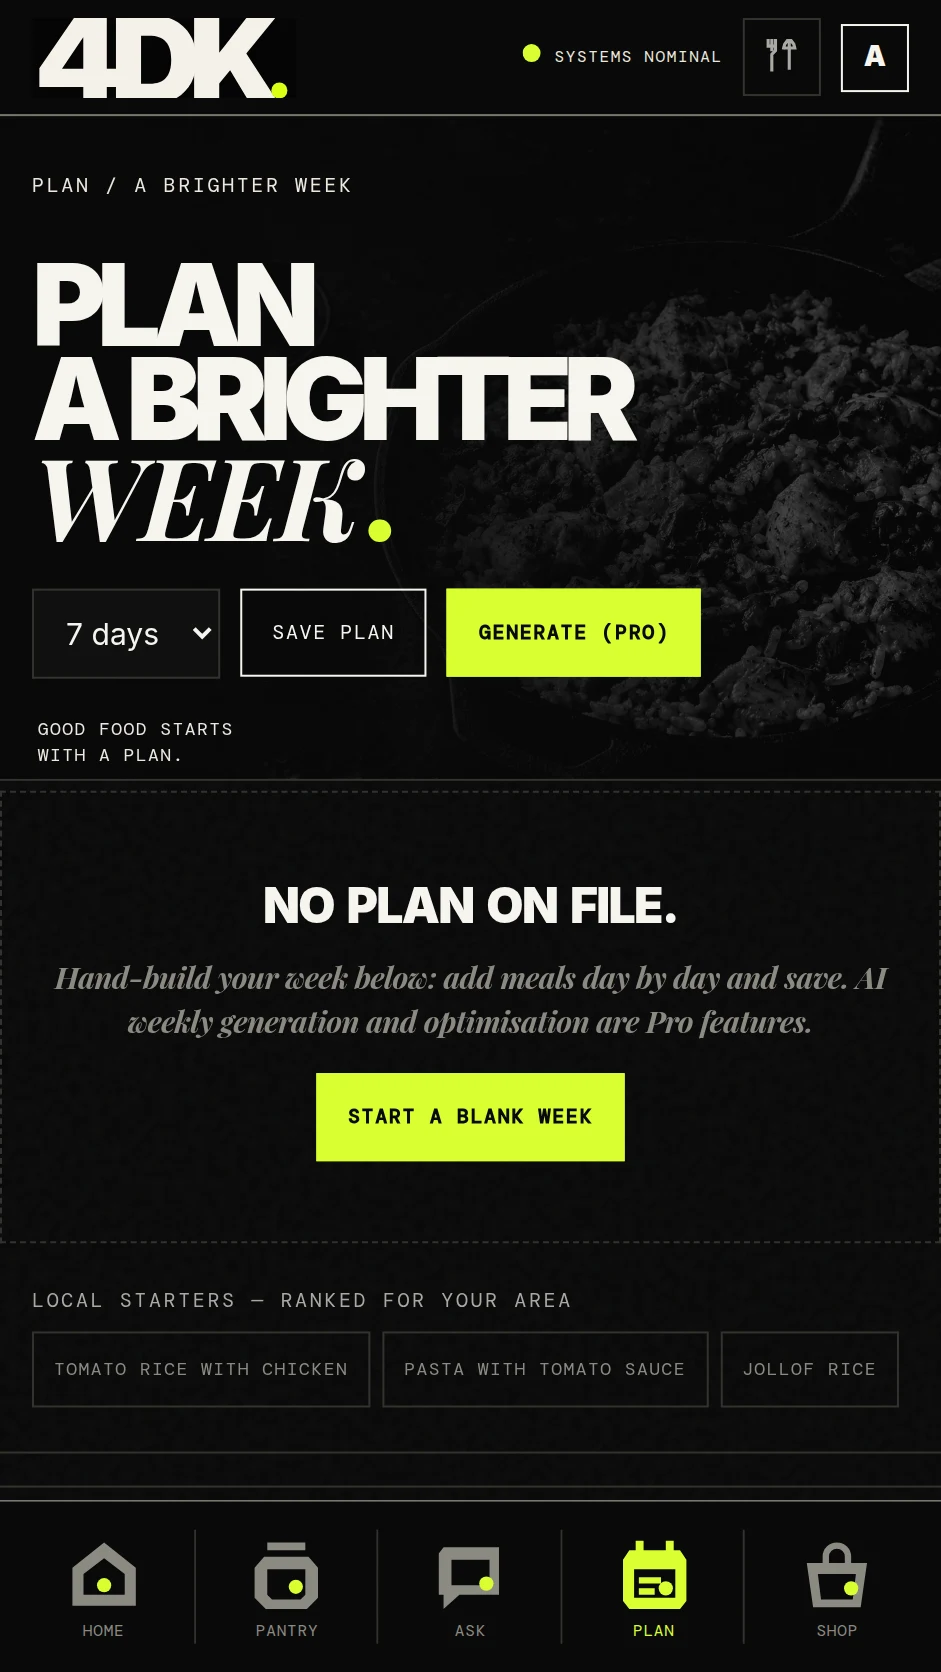 4DK.
SYSTEMS NOMINAL
A
PLAN / A BRIGHTER WEEK
PLAN
A BRIGHTER
WEEK.
7 days
SAVE PLAN
GENERATE (PRO)
GOOD FOOD STARTS
WITH A PLAN.
NO PLAN ON FILE.
Hand-build your week below: add meals day by day and save. AI
weekly generation and optimisation are Pro features.
START A BLANK WEEK
LOCAL STARTERS — RANKED FOR YOUR AREA
TOMATO RICE WITH CHICKEN
PASTA WITH TOMATO SAUCE
JOLLOF RICE
HOME
PANTRY
ASK
PLAN
SHOP